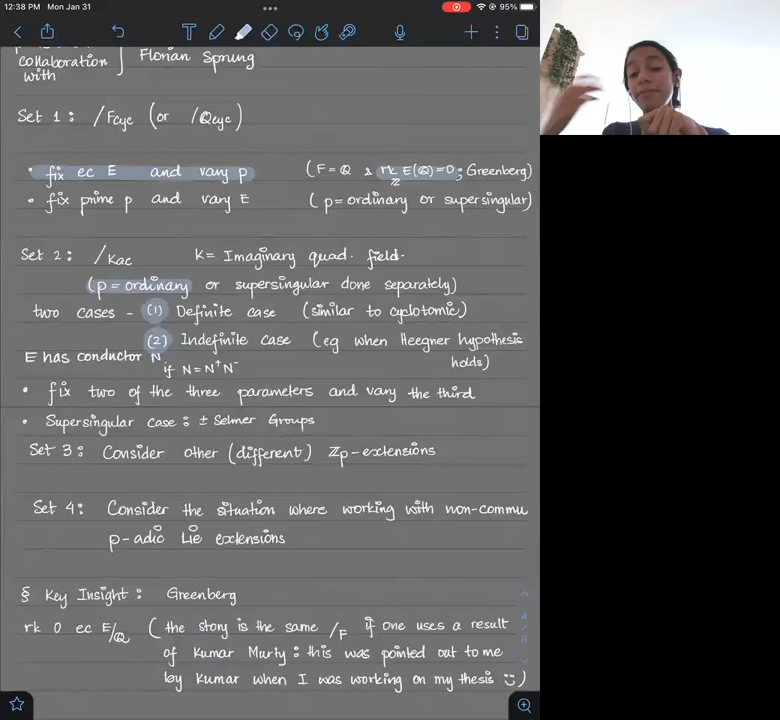 12:38 PM Mon Jan 31
95%
collaboration with } Florian Sprung
Set 1: /Fcyc (or /Qcyc)
• fix ec E and vary p (F = Q & rk_Z E(Q) = 0; Greenberg)
• fix prime p and vary E (p = ordinary or supersingular)
Set 2: /Kac K = Imaginary quad. field.
(p = ordinary or supersingular done separately)
two cases - (1) Definite case (similar to cyclotomic)
(2) Indefinite case (eg when Heegner hypothesis holds)
E has conductor N if N = N⁺N⁻
• fix two of the three parameters and vary the third
• Supersingular case: ± Selmer Groups
Set 3: Consider other (different) Zp-extensions
Set 4: Consider the situation where working with non-commu
p-adic Lie extensions
§ Key Insight: Greenberg
rk 0 ec E/Q (the story is the same /F if one uses a result
of Kumar Murty: this was pointed out to me
by Kumar when I was working on my thesis ☺)
4
/
8